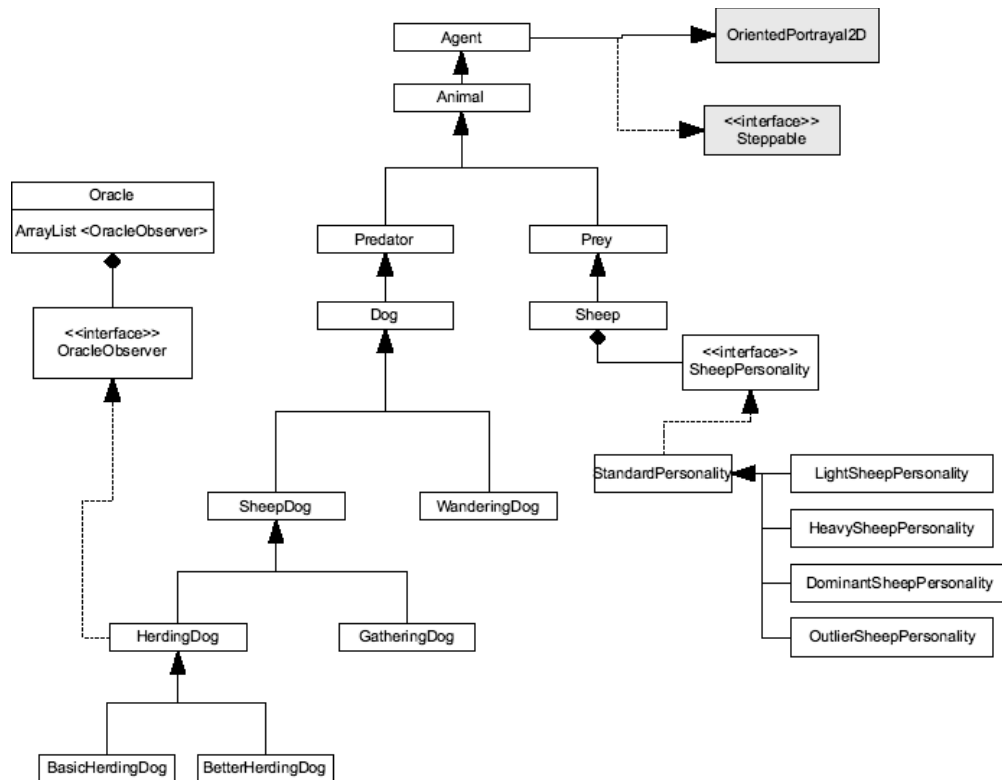 Agent
OrientedPortrayal2D
Animal
<<interface>>
Steppable
Oracle
ArrayList <OracleObserver>
Predator
Prey
<<interface>>
OracleObserver
Dog
Sheep
<<interface>>
SheepPersonality
StandardPersonality
LightSheepPersonality
SheepDog
WanderingDog
HeavySheepPersonality
DominantSheepPersonality
HerdingDog
GatheringDog
OutlierSheepPersonality
BasicHerdingDog
BetterHerdingDog